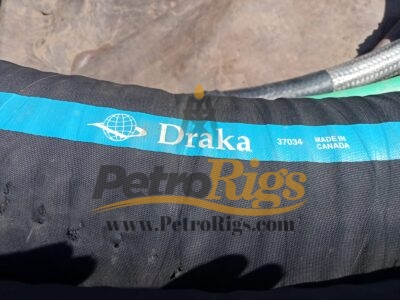 Draka 37034 MADE IN
CANADA
PetroRigs
www.PetroRigs.com